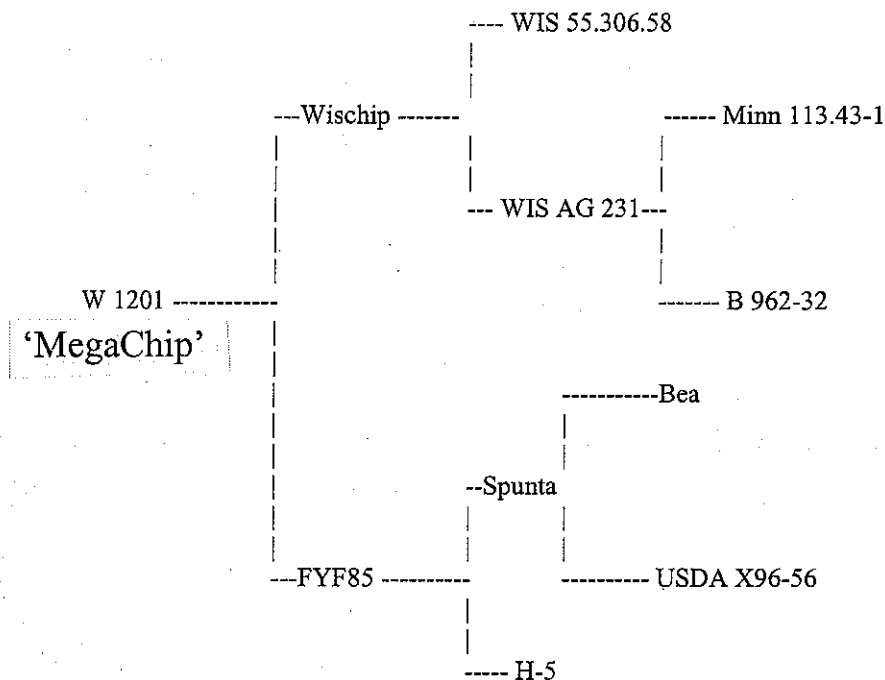 ---- WIS 55.306.58
---Wischip -------
------ Minn 113.43-1
--- WIS AG 231---
W 1201 -----------
------- B 962-32
‘MegaChip’
-----------Bea
--Spunta
---FYF85 ---------
--------- USDA X96-56
----- H-5